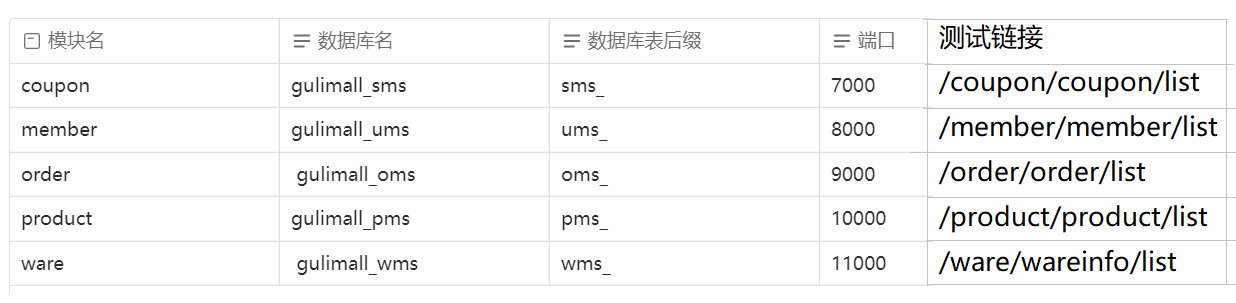 模块名 数据库名 数据库表后缀 端口 测试链接
coupon gulimall_sms sms_ 7000 /coupon/coupon/list
member gulimall_ums ums_ 8000 /member/member/list
order gulimall_oms oms_ 9000 /order/order/list
product gulimall_pms pms_ 10000 /product/product/list
ware gulimall_wms wms_ 11000 /ware/wareinfo/list